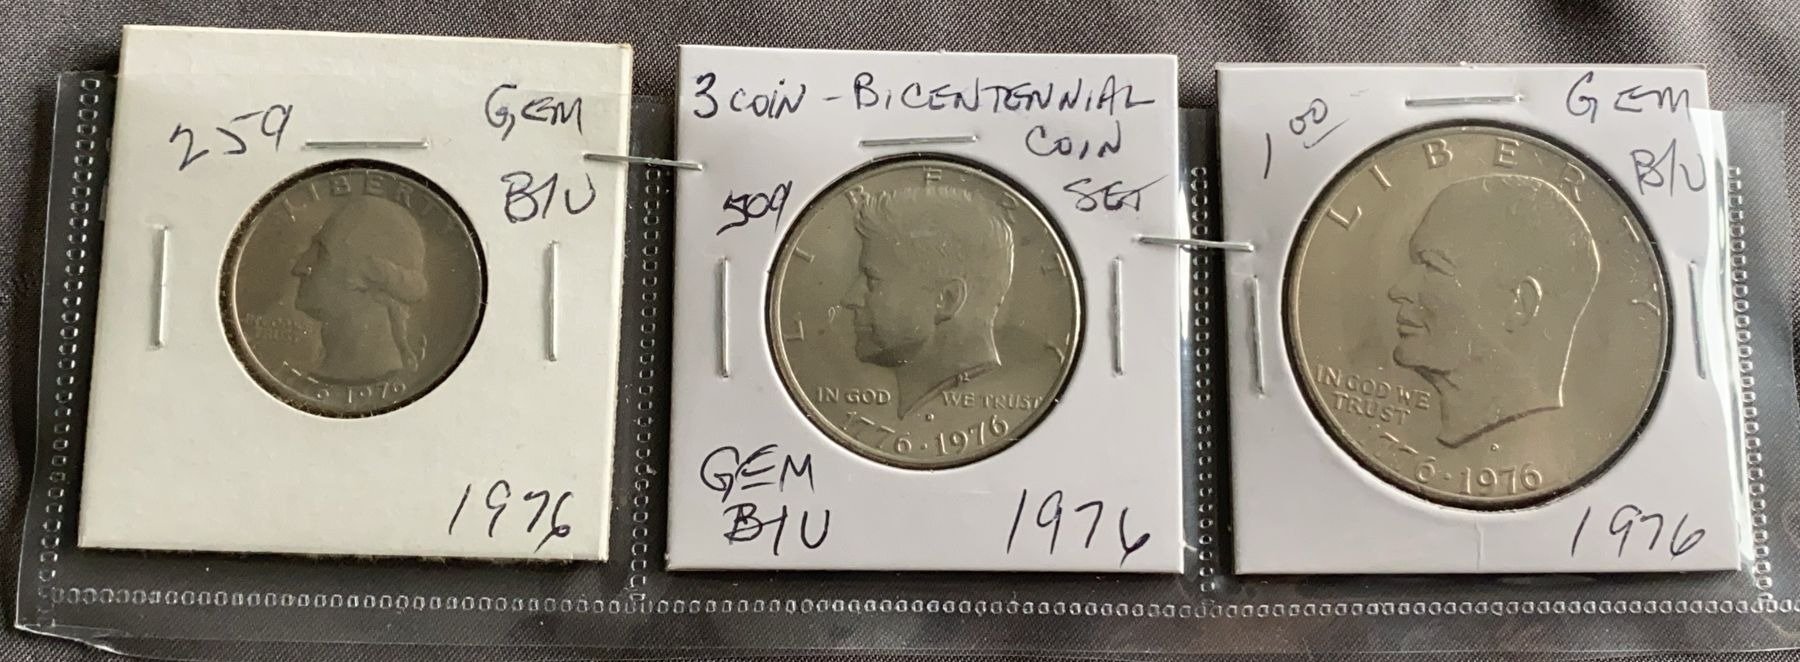 25¢
GEM
B/U
LIBERTY
IN GOD WE
TRUST
1776·1976
1976
3 COIN - BICENTENNIAL
COIN
SET
50¢
LIBERTY
IN GOD WE TRUST
1776·1976
GEM
B/U
1976
1 00
GEM
B/U
LIBERTY
IN GOD WE
TRUST
1776·1976
1976